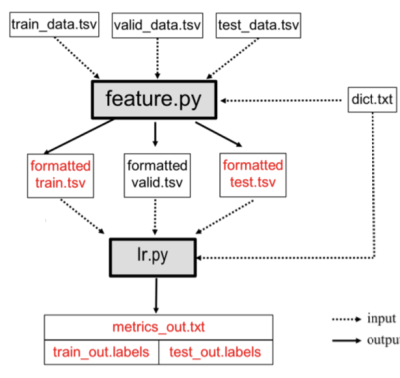 train_data.tsv valid_data.tsv test_data.tsv
feature.py
dict.txt
formatted
train.tsv
formatted
valid.tsv
formatted
test.tsv
lr.py
metrics_out.txt
train_out.labels test_out.labels
input
output